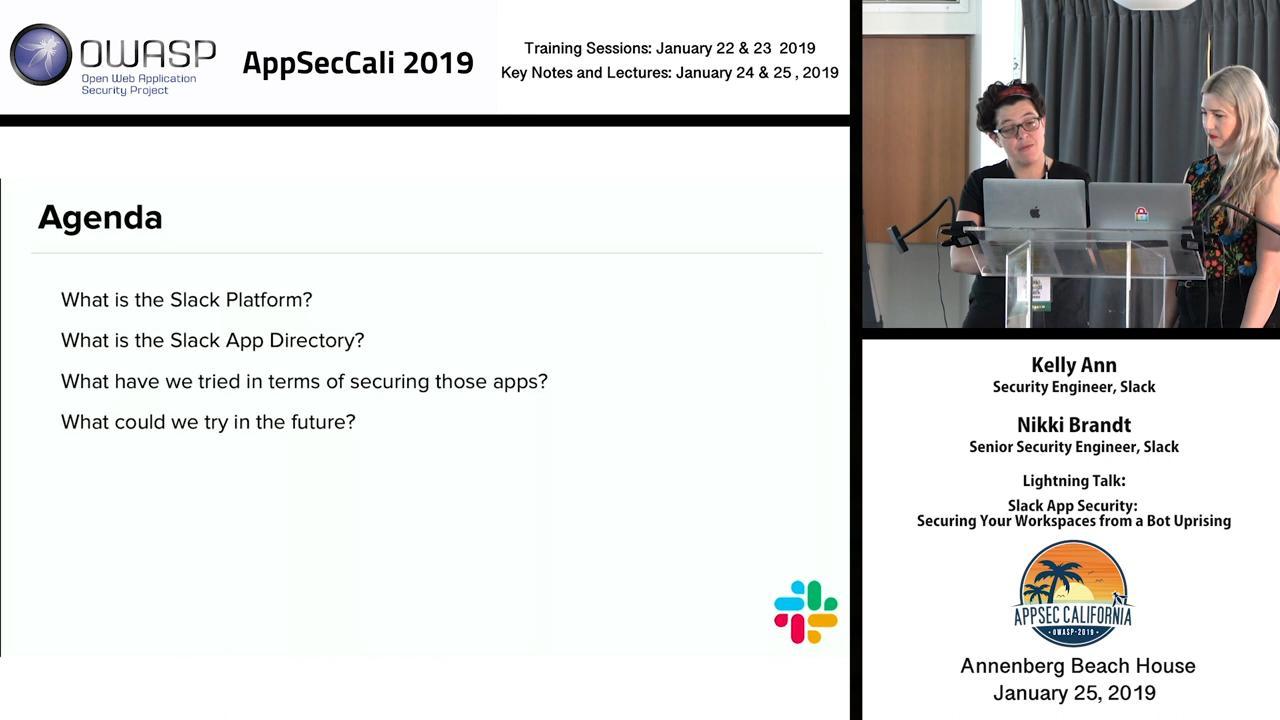 OWASP
Open Web Application
Security Project
AppSecCali 2019
Training Sessions: January 22 & 23 2019
Key Notes and Lectures: January 24 & 25 , 2019
Agenda
What is the Slack Platform?
What is the Slack App Directory?
What have we tried in terms of securing those apps?
What could we try in the future?
Kelly Ann
Security Engineer, Slack
Nikki Brandt
Senior Security Engineer, Slack
Lightning Talk:
Slack App Security:
Securing Your Workspaces from a Bot Uprising
APPSEC CALIFORNIA
OWASP-2019
Annenberg Beach House
January 25, 2019